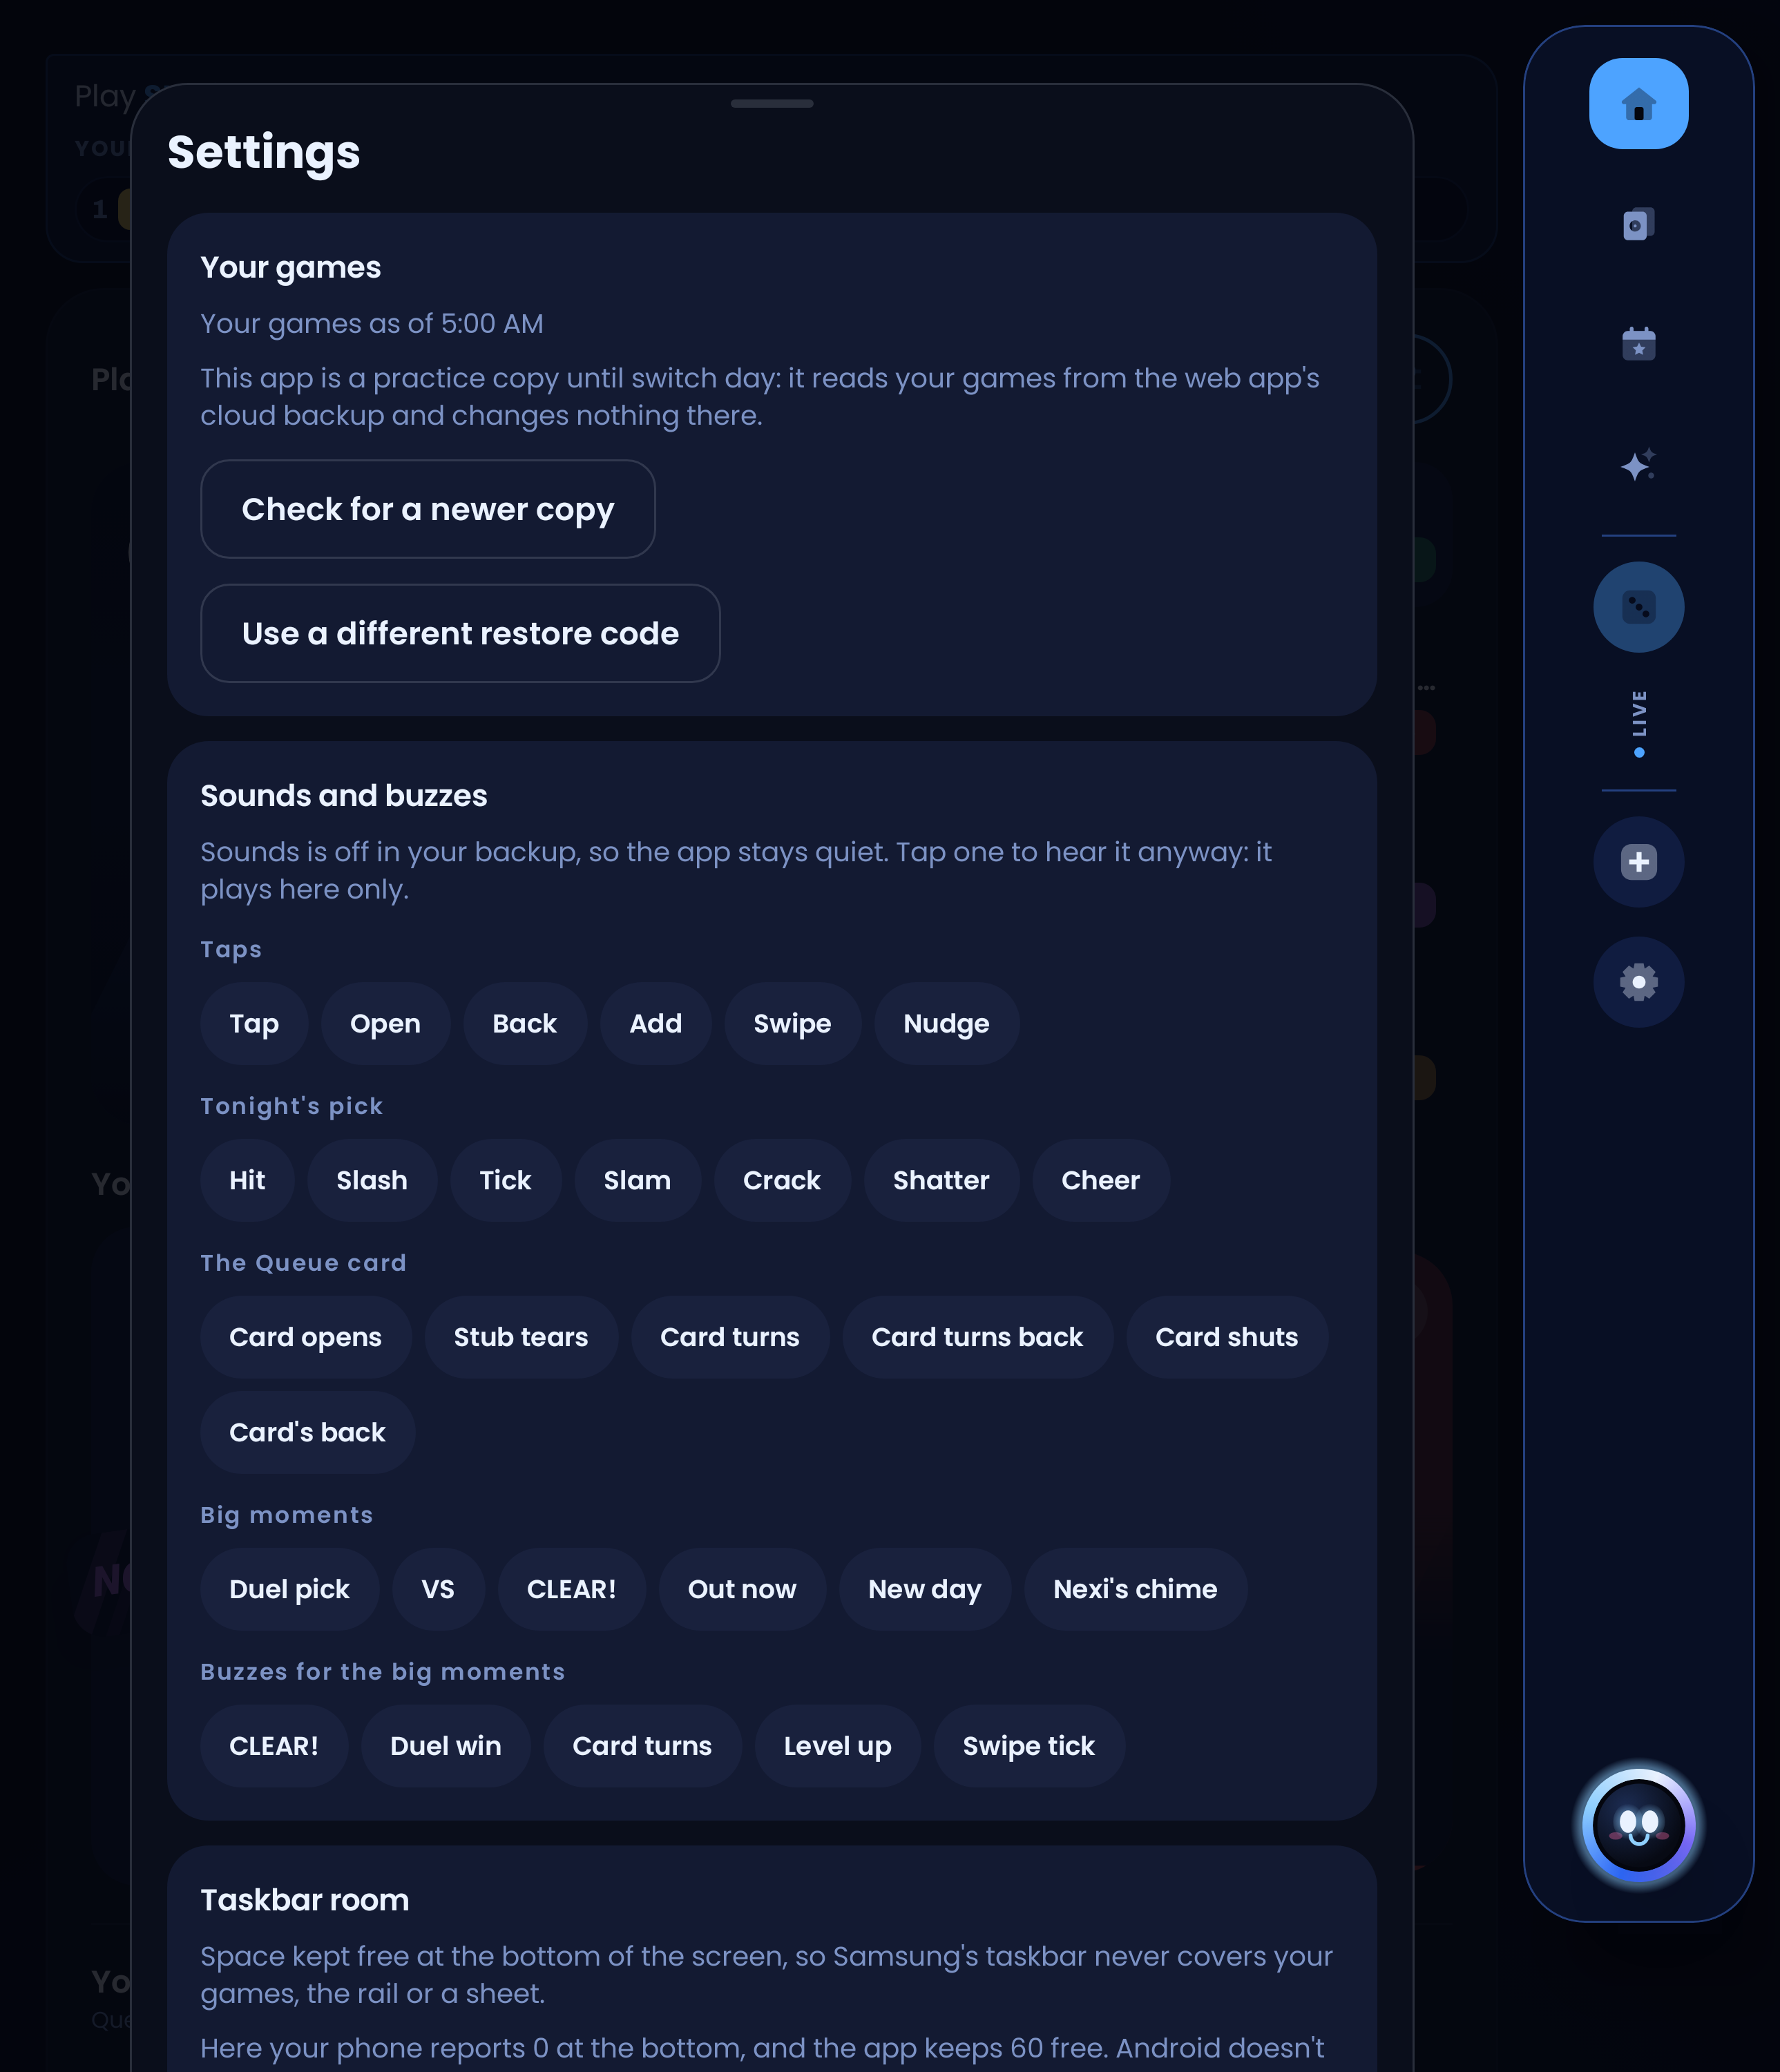 Play
YOUR
1
Settings
Your games
Your games as of 5:00 AM
This app is a practice copy until switch day: it reads your games from the web app's
cloud backup and changes nothing there.
Check for a newer copy
Use a different restore code
Sounds and buzzes
Sounds is off in your backup, so the app stays quiet. Tap one to hear it anyway: it
plays here only.
Taps
Tap Open Back Add Swipe Nudge
Tonight's pick
Hit Slash Tick Slam Crack Shatter Cheer
The Queue card
Card opens Stub tears Card turns Card turns back Card shuts
Card's back
Big moments
Duel pick VS CLEAR! Out now New day Nexi's chime
Buzzes for the big moments
CLEAR! Duel win Card turns Level up Swipe tick
Taskbar room
Space kept free at the bottom of the screen, so Samsung's taskbar never covers your
games, the rail or a sheet.
Here your phone reports 0 at the bottom, and the app keeps 60 free. Android doesn't
LIVE